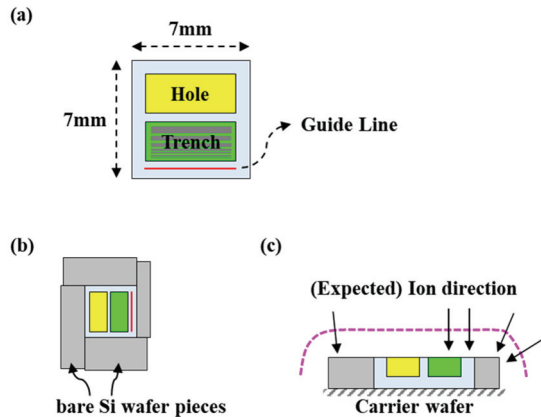 (a)
7mm
7mm
Hole
Trench
Guide Line
(b)
bare Si wafer pieces
(c)
(Expected) Ion direction
Carrier wafer